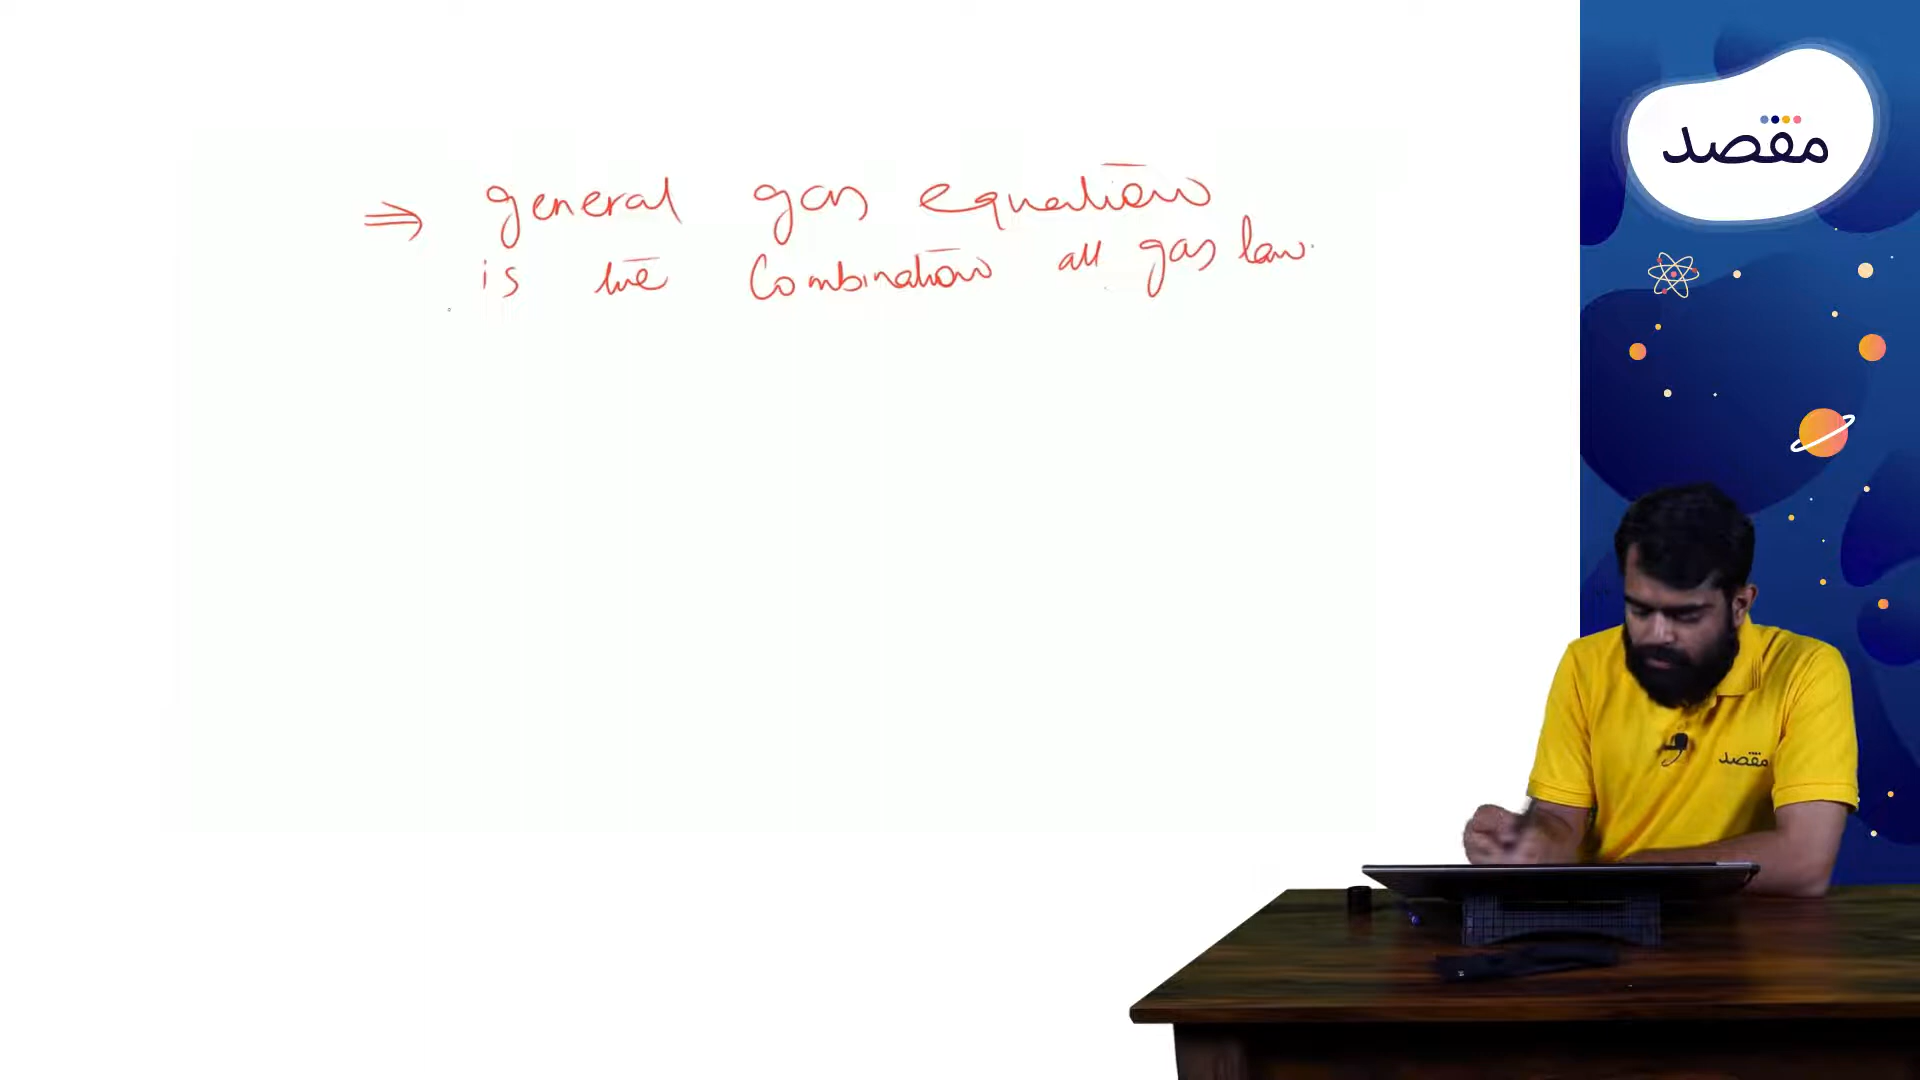 ⇒ general gas equation
is the Combination all gas law.
مقصد
مقصد